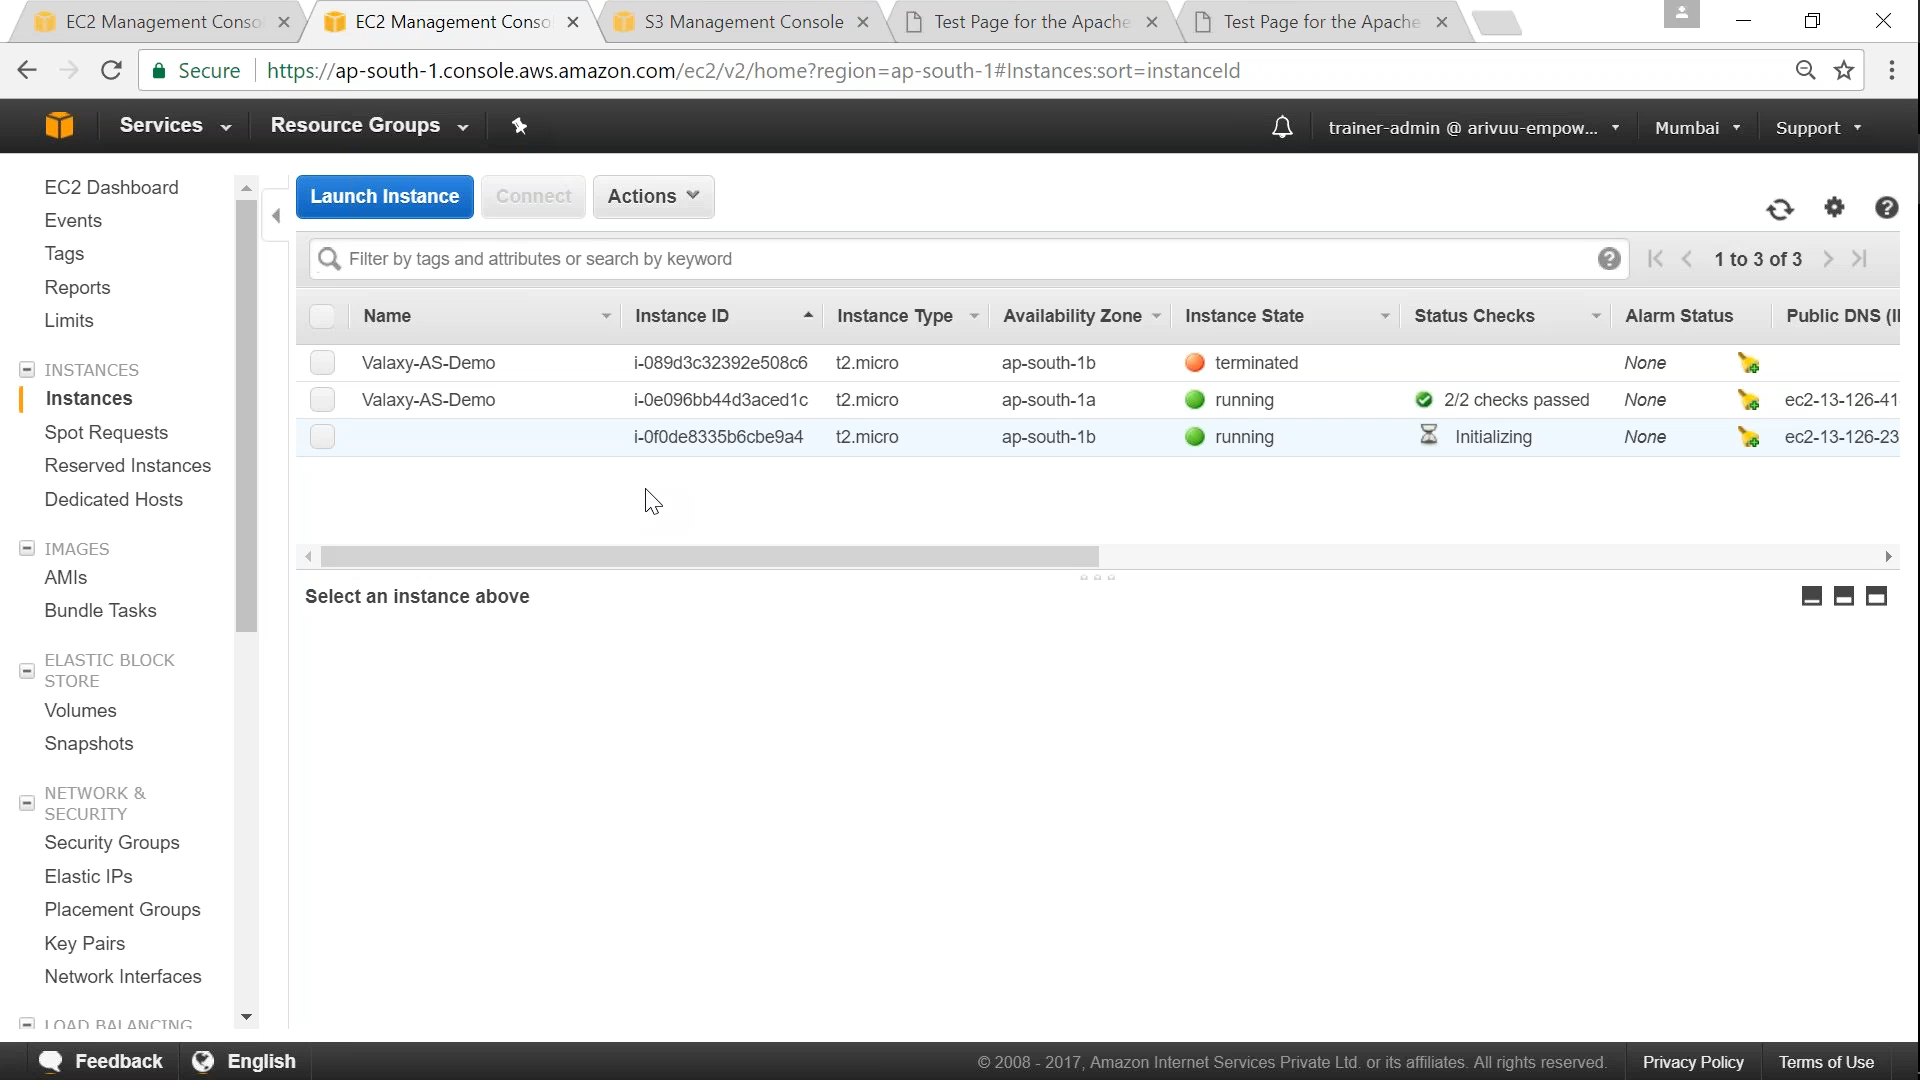 EC2 Management Conso
EC2 Management Conso
S3 Management Console
Test Page for the Apache
Test Page for the Apache
Secure
https://ap-south-1.console.aws.amazon.com/ec2/v2/home?region=ap-south-1#Instances:sort=instanceId
Services
Resource Groups
trainer-admin @ arivuu-empow...
Mumbai
Support
EC2 Dashboard
Events
Tags
Reports
Limits
INSTANCES
Instances
Spot Requests
Reserved Instances
Dedicated Hosts
IMAGES
AMIs
Bundle Tasks
ELASTIC BLOCK
STORE
Volumes
Snapshots
NETWORK &
SECURITY
Security Groups
Elastic IPs
Placement Groups
Key Pairs
Network Interfaces
LOAD BALANCING
Launch Instance
Connect
Actions
Filter by tags and attributes or search by keyword
1 to 3 of 3
Name Instance ID Instance Type Availability Zone Instance State Status Checks Alarm Status Public DNS (I
Valaxy-AS-Demo i-089d3c32392e508c6 t2.micro ap-south-1b terminated None
Valaxy-AS-Demo i-0e096bb44d3aced1c t2.micro ap-south-1a running 2/2 checks passed None ec2-13-126-41
i-0f0de8335b6cbe9a4 t2.micro ap-south-1b running Initializing None ec2-13-126-23
Select an instance above
Feedback
English
© 2008 - 2017, Amazon Internet Services Private Ltd. or its affiliates. All rights reserved.
Privacy Policy
Terms of Use